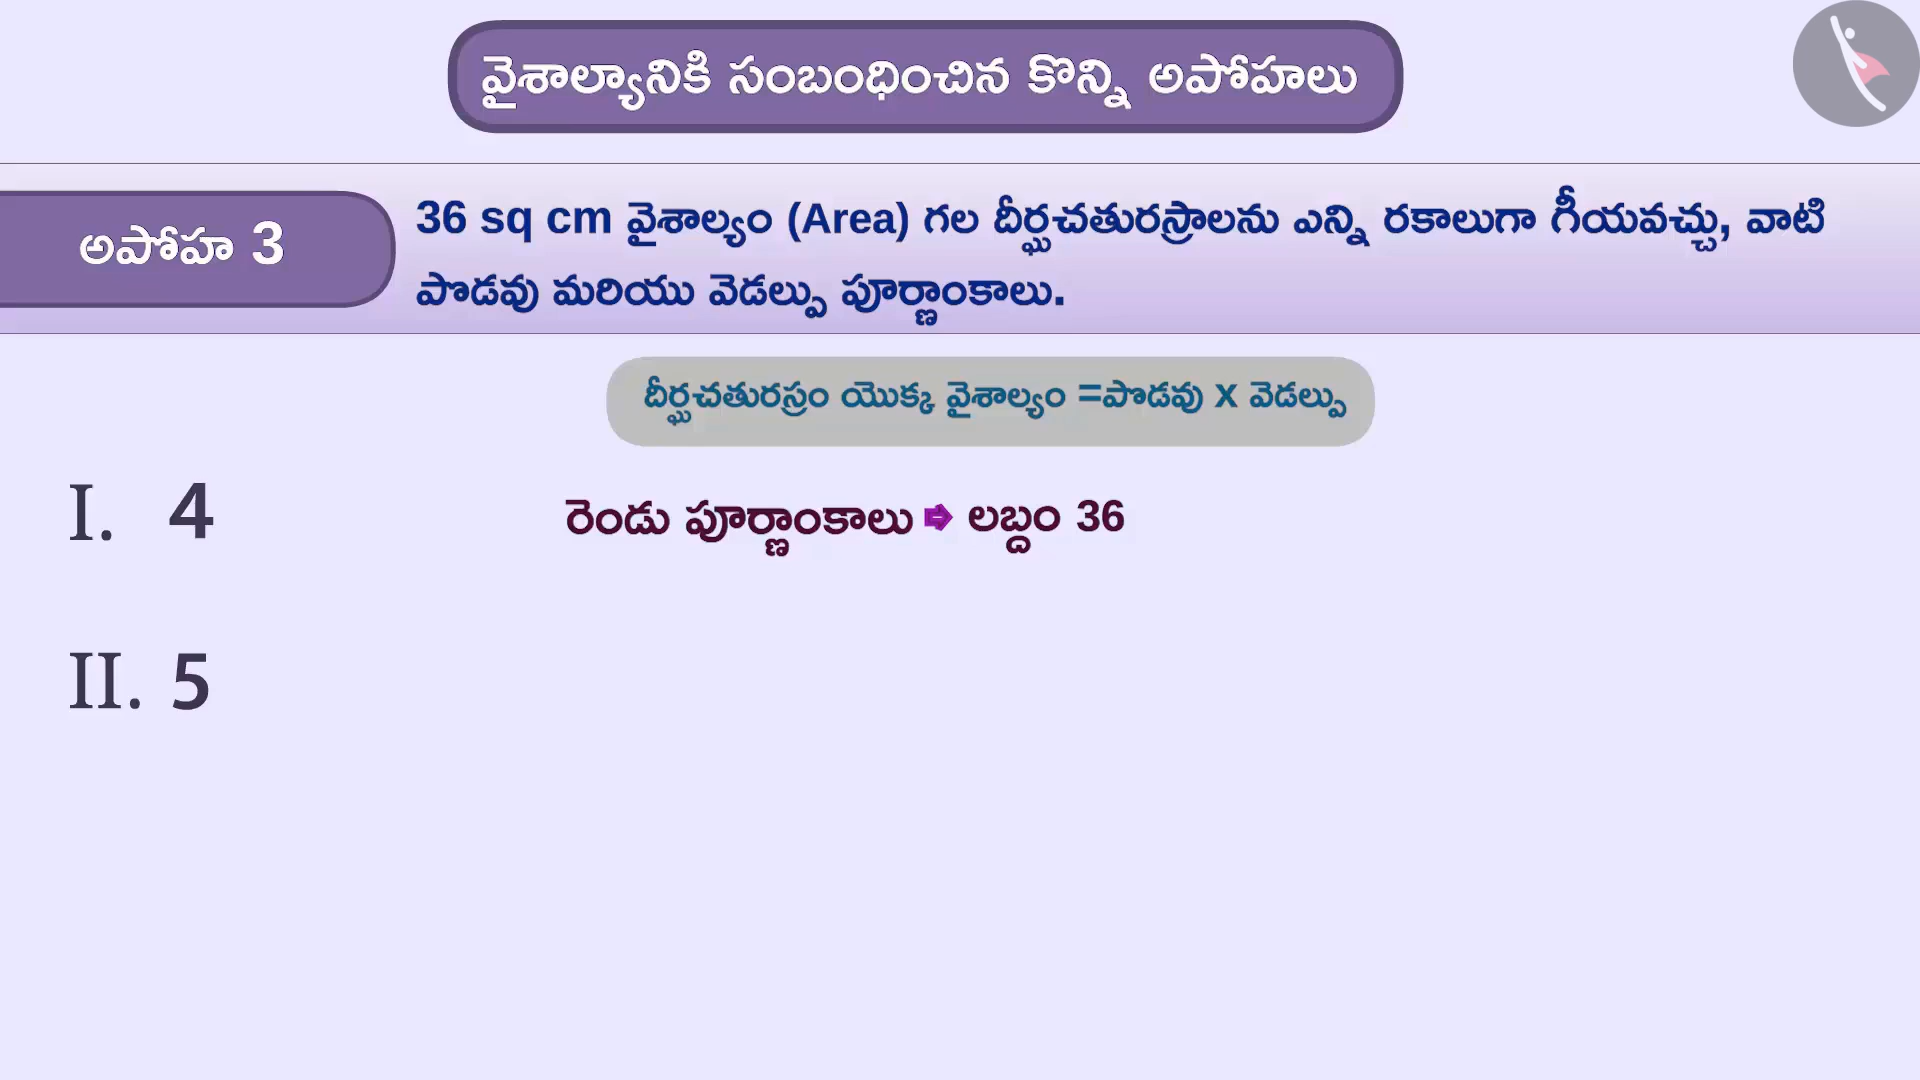 వైశాల్యానికి సంబంధించిన కొన్ని అపోహలు
అపోహ 3
36 sq cm వైశాల్యం (Area) గల దీర్ఘచతురస్రాలను ఎన్ని రకాలుగా గీయవచ్చు, వాటి
పొడవు మరియు వెడల్పు పూర్ణాంకాలు.
దీర్ఘచతురస్రం యొక్క వైశాల్యం =పొడవు x వెడల్పు
I. 4
రెండు పూర్ణాంకాలు ➡ లబ్దం 36
II. 5